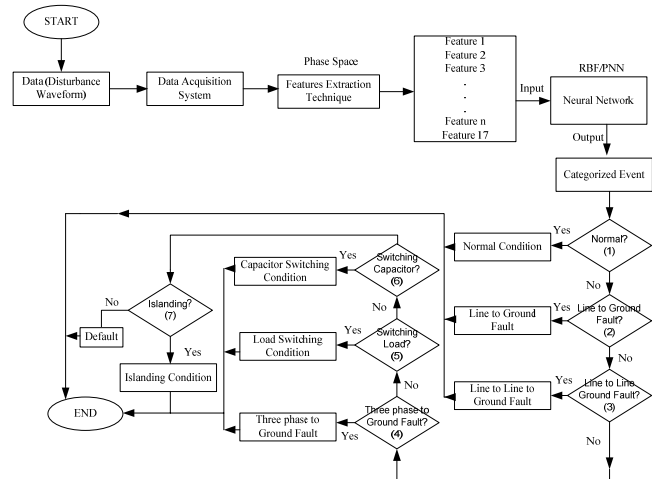 START
Data(Disturbance
Waveform)
Data Acquisition
System
Phase Space
Features Extraction
Technique
Feature 1
Feature 2
Feature 3
.
.
.
Feature n
Feature 17
Input
RBF/PNN
Neural Network
Output
Categorized Event
Normal?
(1)
Yes
Normal Condition
No
Line to Ground
Fault?
(2)
Yes
Line to Ground
Fault
No
Line to Line to
Ground Fault?
(3)
Yes
Line to Line to
Ground Fault
No
Three phase to
Ground Fault?
(4)
Yes
Three phase to
Ground Fault
No
Switching
Load?
(5)
Yes
Load Switching
Condition
No
Switching
Capacitor?
(6)
Yes
Capacitor Switching
Condition
Islanding?
(7)
No
Default
Yes
Islanding Condition
END